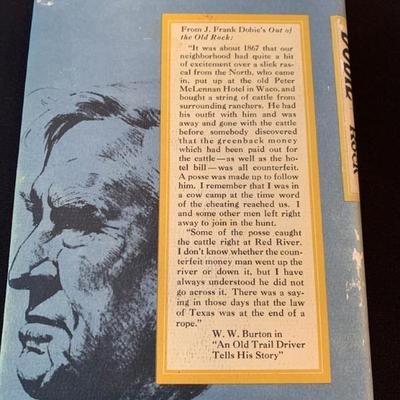 From J. Frank Dobie's Out of
the Old Rock:
"It was about 1867 that our
neighborhood had quite a bit
of excitement over a slick ras-
cal from the North, who came
in, put up at the old Peter
McLennan Hotel in Waco, and
bought a string of cattle from
surrounding ranchers. He had
his outfit with him and was
away and gone with the cattle
before somebody discovered
that the greenback money
which had been paid out for
the cattle—as well as the ho-
tel bill—was all counterfeit.
A posse was made up to follow
him. I remember that I was in
a cow camp at the time word
of the cheating reached us. I
and some other men left right
away to join in the hunt.
"Some of the posse caught
the cattle right at Red River.
I don't know whether the coun-
terfeit money man went up the
river or down it, but I have
always understood he did not
go across it. There was a say-
ing in those days that the law
of Texas was at the end of a
rope."
W. W. Burton in
"An Old Trail Driver
Tells His Story"
DOBIE
Rock